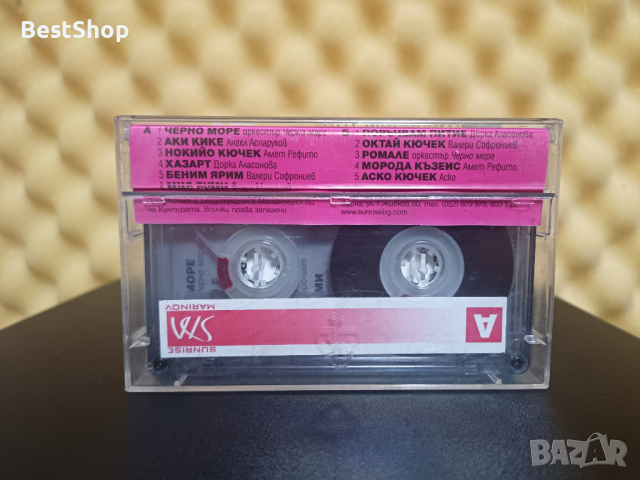 BestShop
A 1 ЧЕРНО МОРЕ оркестър Черно море
2 АКИ КИКЕ Ангел Аспарухов
3 НОКИЙО КЮЧЕК Амет Рефито
4 ХАЗАРТ Дорка Аласонова
5 БЕНИМ ЯРИМ Валери Софрониев
ПИТИЕ Дорка Аласонова
2 ОКТАЙ КЮЧЕК Валери Софрониев
3 РОМАЛЕ оркестър Черно море
4 МОРОДА КЪЗЕИС Амет Рефито
5 АСКО КЮЧЕК Аско
на Културата. Всички права запазени
www.sunrisebg.com
МОРЕ
SUNRISE
MARINOV
A
BAZAR